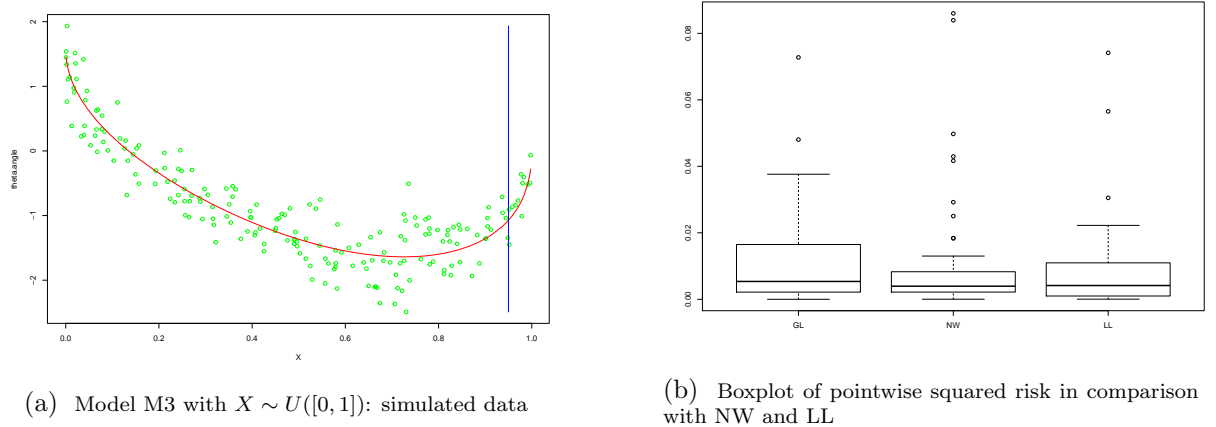 2
1
0
-1
-2
theta.angle
0.0 0.2 0.4 0.6 0.8 1.0
X
(a) Model M3 with X ∼ U([0, 1]): simulated data
0.08
0.06
0.04
0.02
0.00
GL NW LL
(b) Boxplot of pointwise squared risk in comparison
with NW and LL